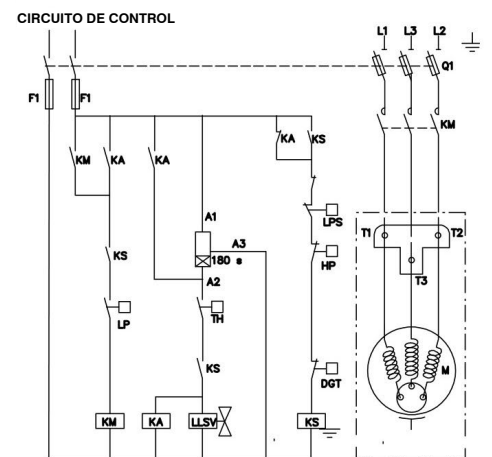 CIRCUITO DE CONTROL
L1 L3 L2
Q1
F1 F1
KM
KA KS
KM KA KA
LPS
A1
T1 T2
A3
KS
180 s
HP
T3
A2
LP
TH
KS
M
DGT
KM KA LLSV KS